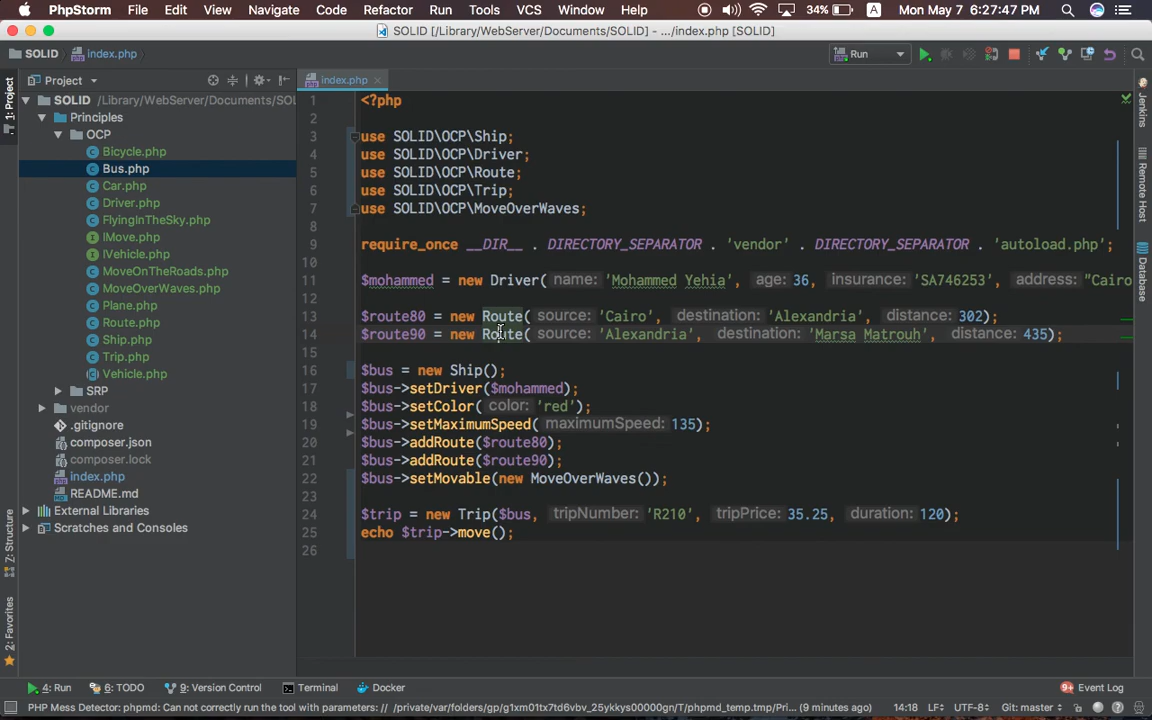 PhpStorm File Edit View Navigate Code Refactor Run Tools VCS Window Help 34% A Mon May 7 6:27:47 PM
SOLID [/Library/WebServer/Documents/SOLID] - .../index.php [SOLID]
SOLID index.php Run
Project index.php
1: Project
SOLID /Library/WebServer/Documents/SOL
Principles
OCP
Bicycle.php
Bus.php
Car.php
Driver.php
FlyingInTheSky.php
IMove.php
IVehicle.php
MoveOnTheRoads.php
MoveOverWaves.php
Plane.php
Route.php
Ship.php
Trip.php
Vehicle.php
SRP
vendor
.gitignore
composer.json
composer.lock
index.php
README.md
External Libraries
Scratches and Consoles
7: Structure
2: Favorites
1 <?php
2
3 use SOLID\OCP\Ship;
4 use SOLID\OCP\Driver;
5 use SOLID\OCP\Route;
6 use SOLID\OCP\Trip;
7 use SOLID\OCP\MoveOverWaves;
8
9 require_once __DIR__ . DIRECTORY_SEPARATOR . 'vendor' . DIRECTORY_SEPARATOR . 'autoload.php';
10
11 $mohammed = new Driver( name: 'Mohammed Yehia', age: 36, insurance: 'SA746253', address: "Cairo
12
13 $route80 = new Route( source: 'Cairo', destination: 'Alexandria', distance: 302);
14 $route90 = new Route( source: 'Alexandria', destination: 'Marsa Matrouh', distance: 435);
15
16 $bus = new Ship();
17 $bus->setDriver($mohammed);
18 $bus->setColor( color: 'red');
19 $bus->setMaximumSpeed( maximumSpeed: 135);
20 $bus->addRoute($route80);
21 $bus->addRoute($route90);
22 $bus->setMovable(new MoveOverWaves());
23
24 $trip = new Trip($bus, tripNumber: 'R210', tripPrice: 35.25, duration: 120);
25 echo $trip->move();
26
Jenkins
Remote Host
Database
4: Run 6: TODO 9: Version Control Terminal Docker 9+ Event Log
PHP Mess Detector: phpmd: Can not correctly run the tool with parameters: // /private/var/folders/gp/g1xm01tx7td6vbv_25ykkys00000gn/T/phpmd_temp.tmp/Pri... (9 minutes ago) 14:18 LF÷ UTF-8÷ Git: master÷